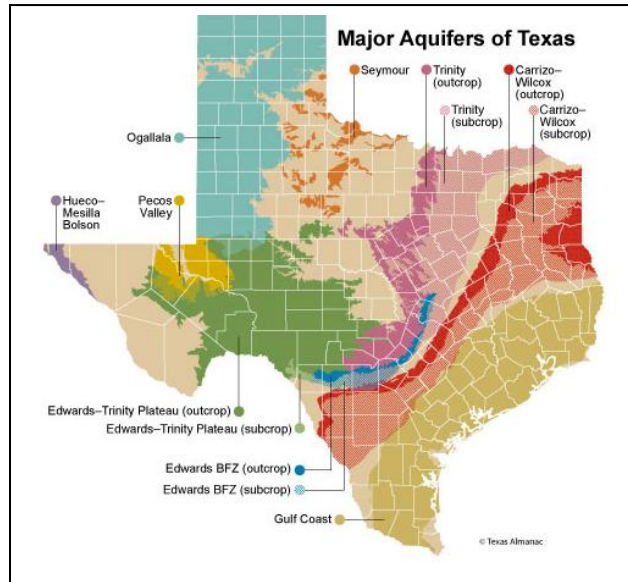 Major Aquifers of Texas
Seymour
Trinity
(outcrop)
Carrizo–
Wilcox
(outcrop)
Trinity
(subcrop)
Carrizo–
Wilcox
(subcrop)
Ogallala
Hueco–
Mesilla
Bolson
Pecos
Valley
Edwards–Trinity Plateau (outcrop)
Edwards–Trinity Plateau (subcrop)
Edwards BFZ (outcrop)
Edwards BFZ (subcrop)
Gulf Coast
© Texas Almanac